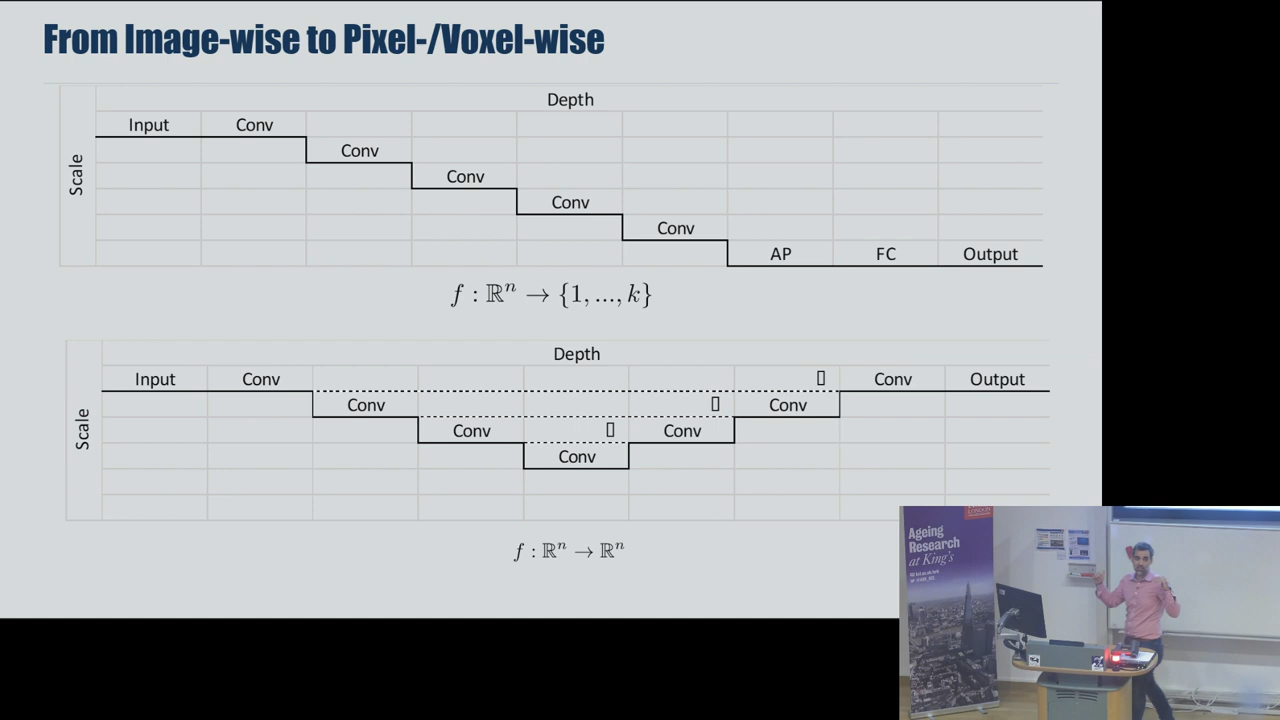 From Image-wise to Pixel-/Voxel-wise
Depth
Scale
Input Conv
Conv
Conv
Conv
Conv
AP FC Output
f : ℝⁿ → {1, ..., k}
Depth
Scale
Input Conv Conv Output
Conv Conv
Conv Conv
Conv
f : ℝⁿ → ℝⁿ
LONDON
Ageing
Research
at King's